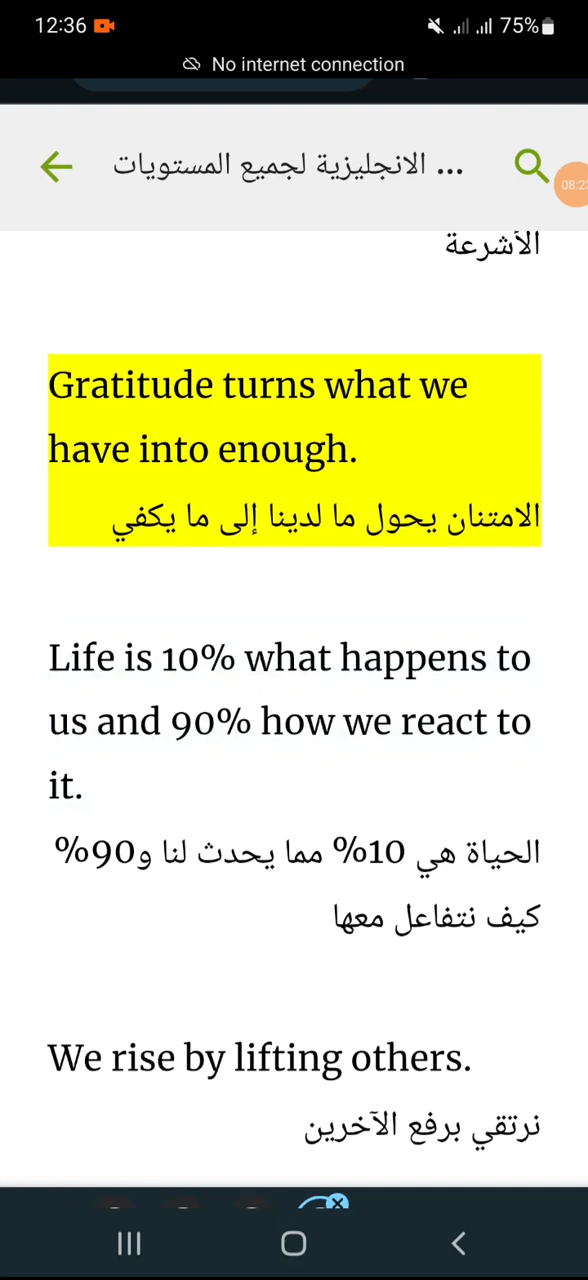 12:36
75%
No internet connection
... الانجليزية لجميع المستويات
08:2
الأشرعة
Gratitude turns what we
have into enough.
الامتنان يحول ما لدينا إلى ما يكفي
Life is 10% what happens to
us and 90% how we react to
it.
الحياة هي 10% مما يحدث لنا و90%
كيف نتفاعل معها
We rise by lifting others.
نرتقي برفع الآخرين